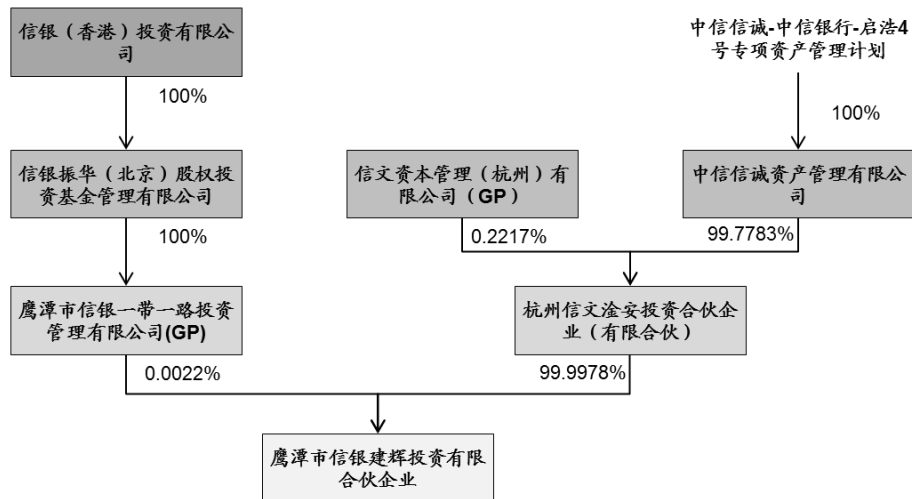 信银（香港）投资有限公
司
中信信诚-中信银行-启浩4
号专项资产管理计划
100%
100%
信银振华（北京）股权投
资基金管理有限公司
信文资本管理（杭州）有
限公司（GP）
中信信诚资产管理有限公
司
100%
0.2217%
99.7783%
鹰潭市信银一带一路投资
管理有限公司(GP)
杭州信文淦安投资合伙企
业（有限合伙）
0.0022%
99.9978%
鹰潭市信银建辉投资有限
合伙企业